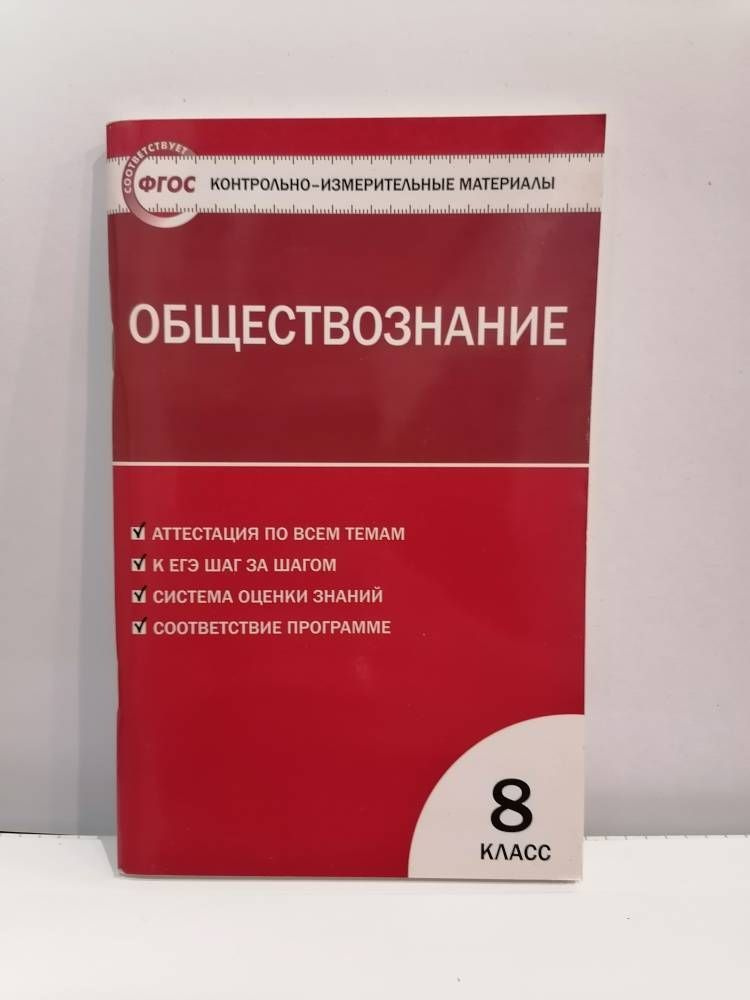 СООТВЕТСТВУЕТ
ФГОС
КОНТРОЛЬНО-ИЗМЕРИТЕЛЬНЫЕ МАТЕРИАЛЫ
ОБЩЕСТВОЗНАНИЕ
АТТЕСТАЦИЯ ПО ВСЕМ ТЕМАМ
К ЕГЭ ШАГ ЗА ШАГОМ
СИСТЕМА ОЦЕНКИ ЗНАНИЙ
СООТВЕТСТВИЕ ПРОГРАММЕ
8
КЛАСС